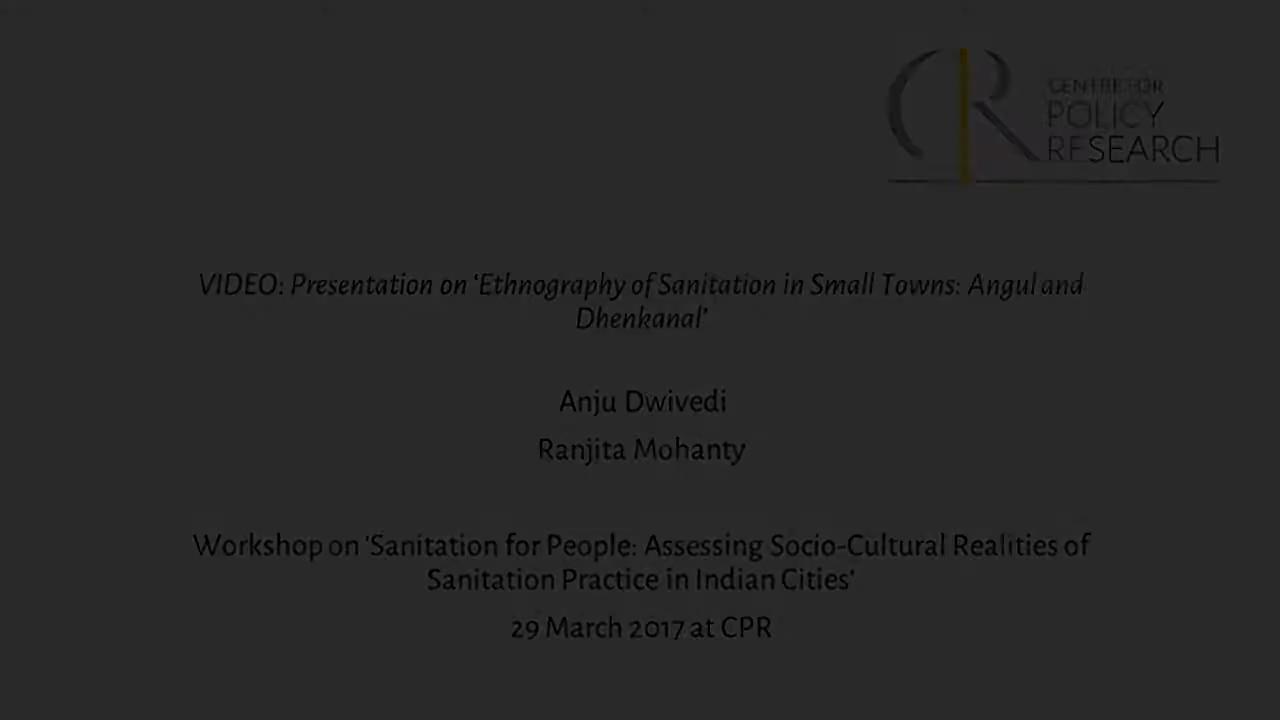 CENTRE FOR
POLICY
RESEARCH
VIDEO: Presentation on ‘Ethnography of Sanitation in Small Towns: Angul and
Dhenkanal’
Anju Dwivedi
Ranjita Mohanty
Workshop on ‘Sanitation for People: Assessing Socio-Cultural Realities of
Sanitation Practice in Indian Cities’
29 March 2017 at CPR